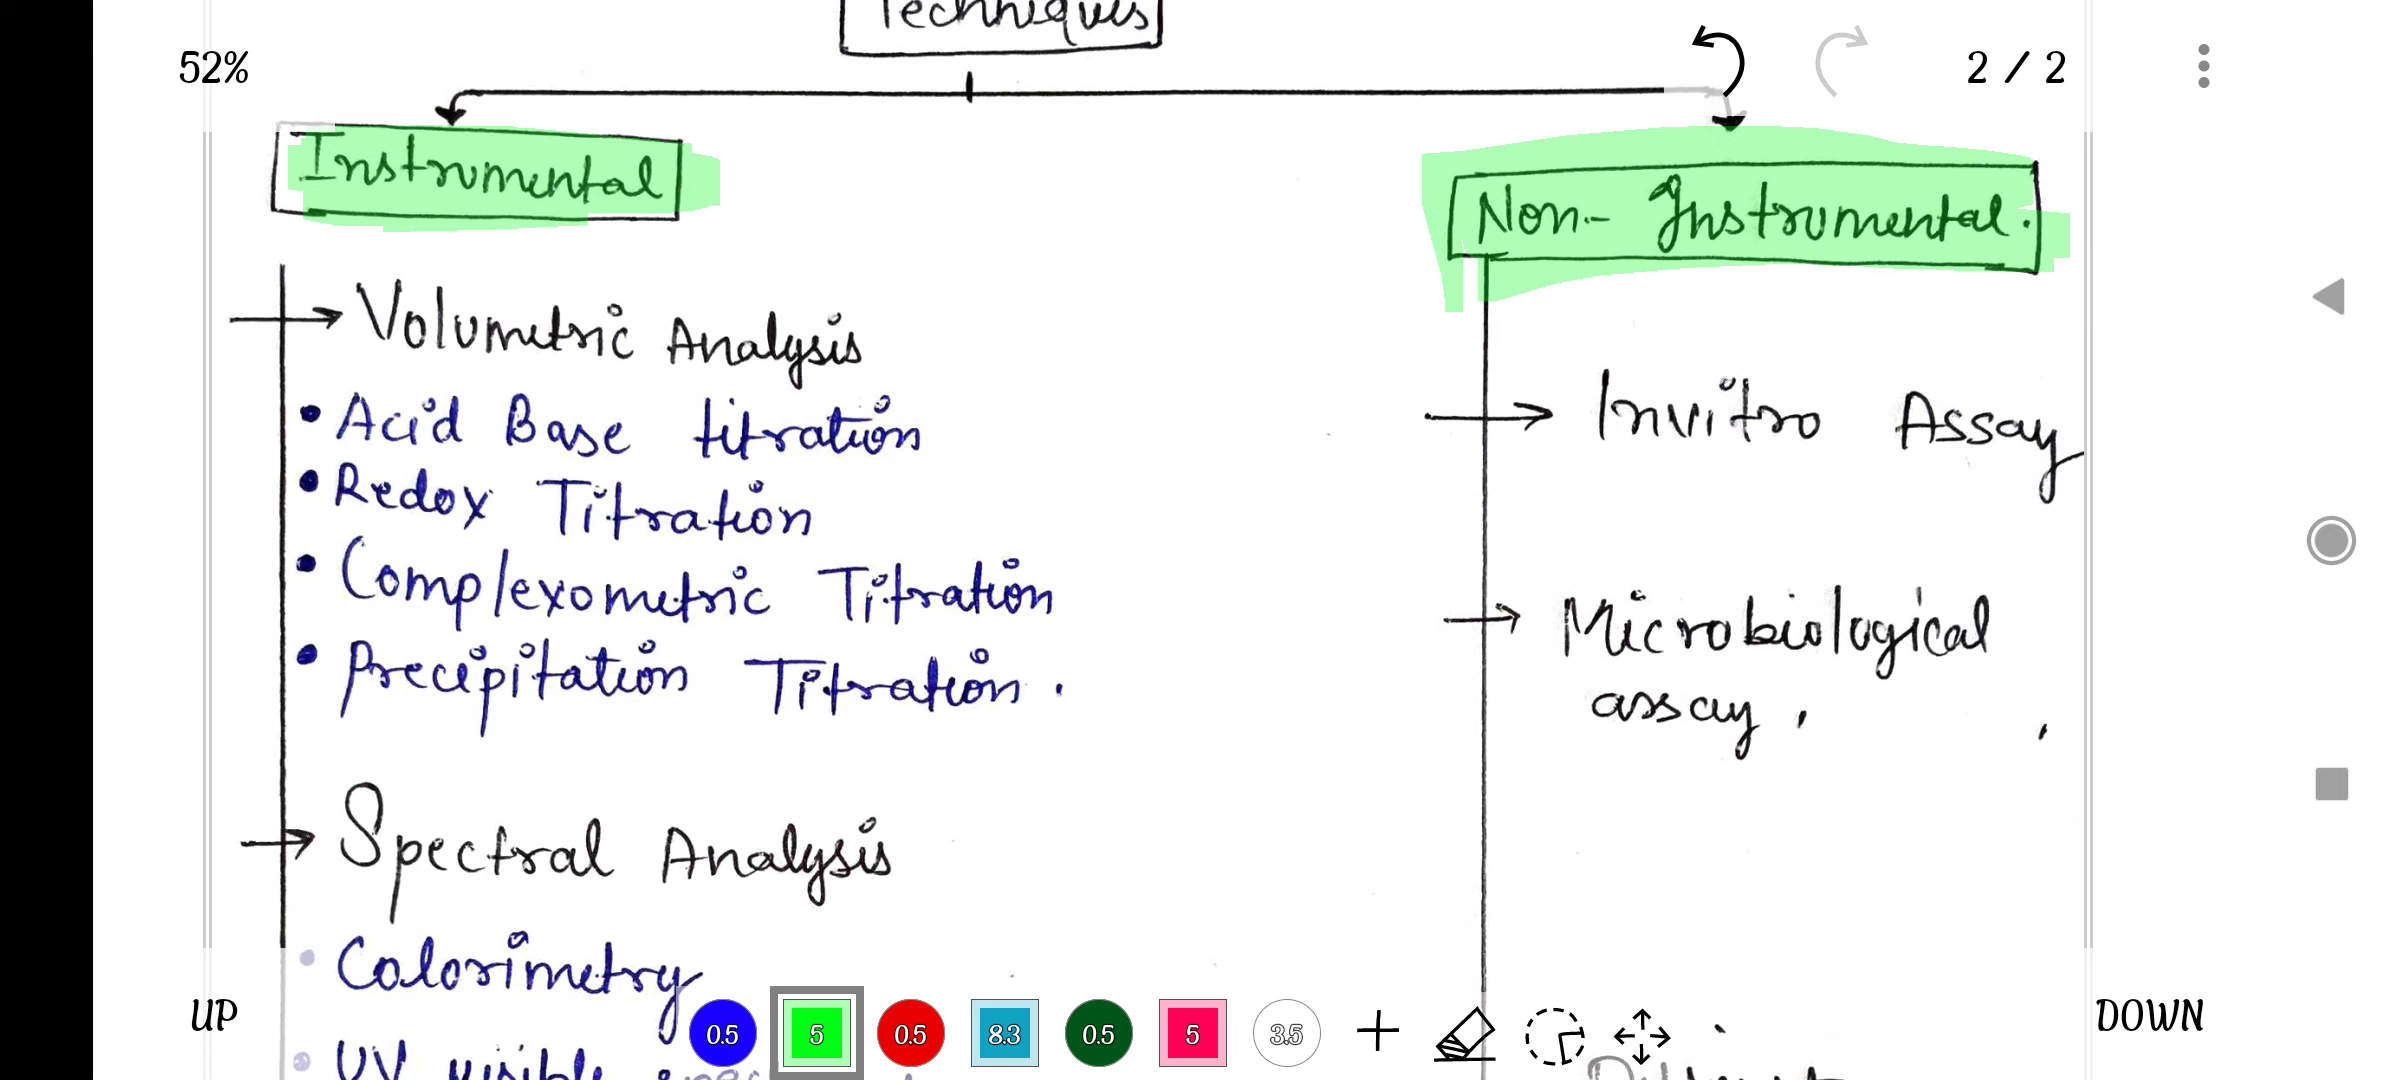 Techniques
52%
2 / 2
Instrumental
Non- Instrumental.
→ Volumetric Analysis
• Acid Base titration
• Redox Titration
• Complexometric Titration
• Precipitation Titration.
→ Invitro Assay
→ Microbiological
assay,
→ Spectral Analysis
• Colorimetry
• UV visible
UP
0.5
5
0.5
8.3
0.5
5
3.5
DOWN